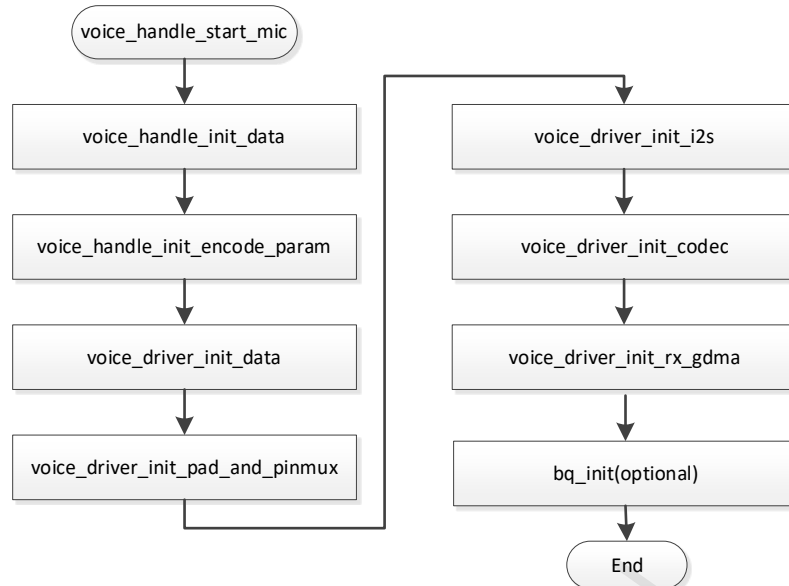 voice_handle_start_mic
voice_handle_init_data
voice_handle_init_encode_param
voice_driver_init_data
voice_driver_init_pad_and_pinmux
voice_driver_init_i2s
voice_driver_init_codec
voice_driver_init_rx_gdma
bq_init(optional)
End